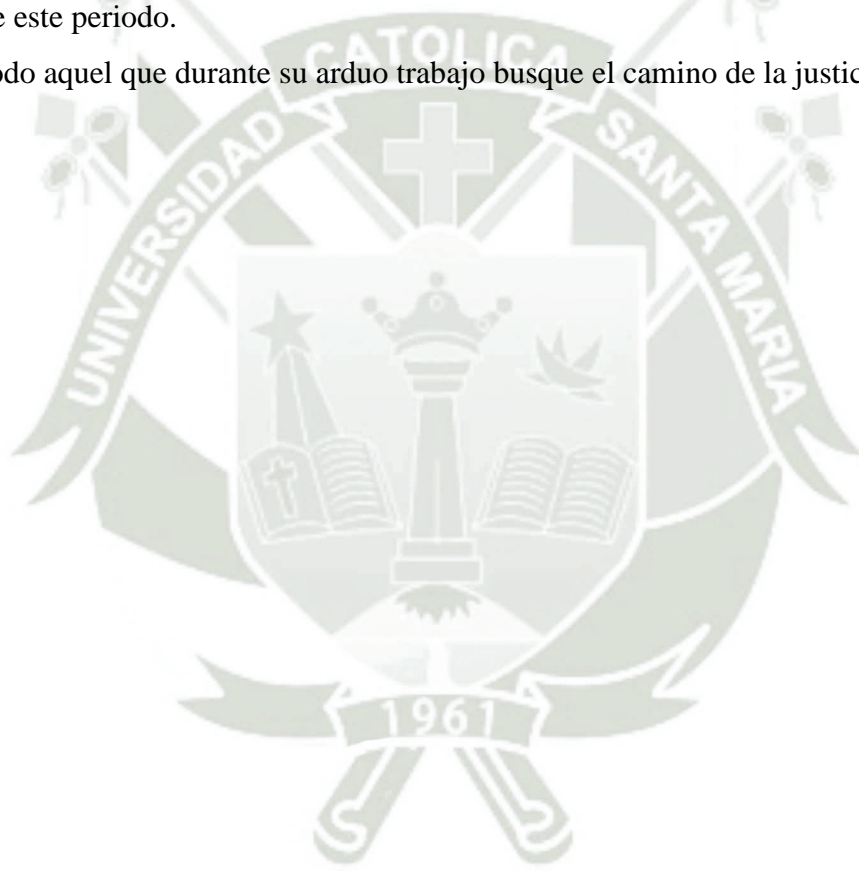 e este periodo.
odo aquel que durante su arduo trabajo busque el camino de la justic
CATOLICA
UNIVERSIDAD
SANTA MARIA
1961